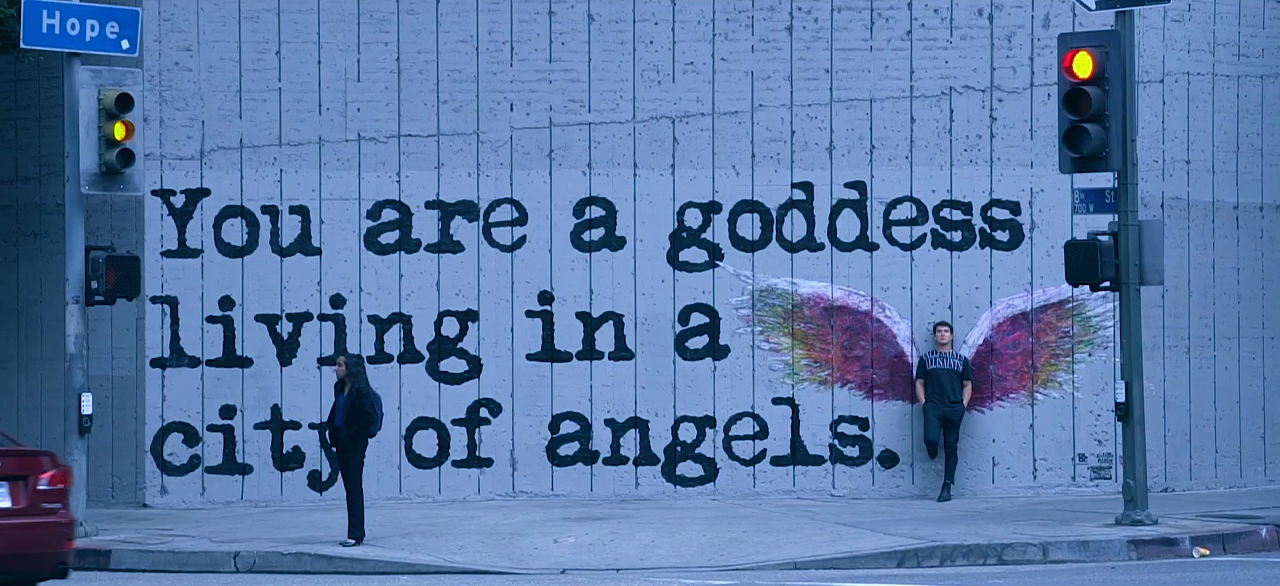 Hope
You are a goddess
living in a
city of angels.
8th St
700 W